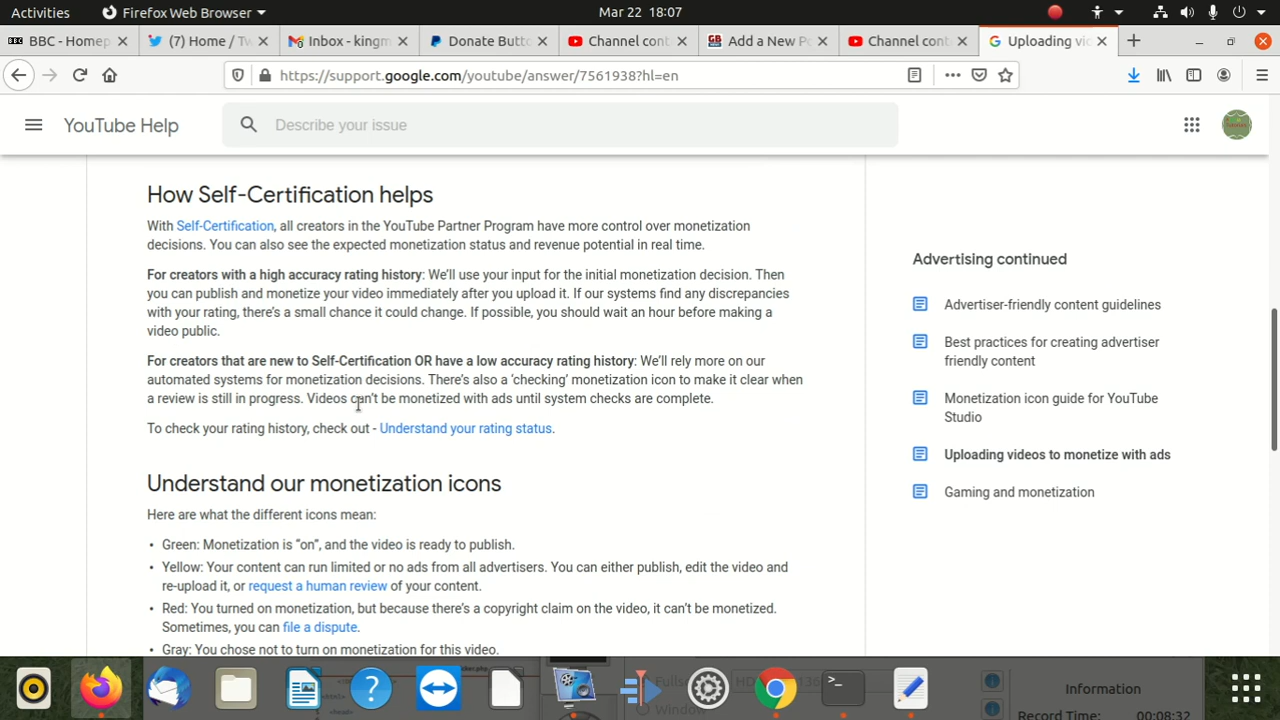 Activities
Firefox Web Browser
Mar 22 18:07
BBC - Homep
(7) Home / Tw
Inbox - kingm
Donate Butto
Channel cont
Add a New Po
Channel cont
Uploading vid
https://support.google.com/youtube/answer/7561938?hl=en
YouTube Help
Describe your issue
How Self-Certification helps
With Self-Certification, all creators in the YouTube Partner Program have more control over monetization
decisions. You can also see the expected monetization status and revenue potential in real time.
For creators with a high accuracy rating history: We’ll use your input for the initial monetization decision. Then
you can publish and monetize your video immediately after you upload it. If our systems find any discrepancies
with your rating, there’s a small chance it could change. If possible, you should wait an hour before making a
video public.
For creators that are new to Self-Certification OR have a low accuracy rating history: We’ll rely more on our
automated systems for monetization decisions. There’s also a ‘checking’ monetization icon to make it clear when
a review is still in progress. Videos can’t be monetized with ads until system checks are complete.
To check your rating history, check out - Understand your rating status.
Understand our monetization icons
Here are what the different icons mean:
• Green: Monetization is “on”, and the video is ready to publish.
• Yellow: Your content can run limited or no ads from all advertisers. You can either publish, edit the video and
re-upload it, or request a human review of your content.
• Red: You turned on monetization, but because there’s a copyright claim on the video, it can’t be monetized.
Sometimes, you can file a dispute.
• Gray: You chose not to turn on monetization for this video.
Advertising continued
Advertiser-friendly content guidelines
Best practices for creating advertiser
friendly content
Monetization icon guide for YouTube
Studio
Uploading videos to monetize with ads
Gaming and monetization
Information
Record Time: 00:08:32
Window